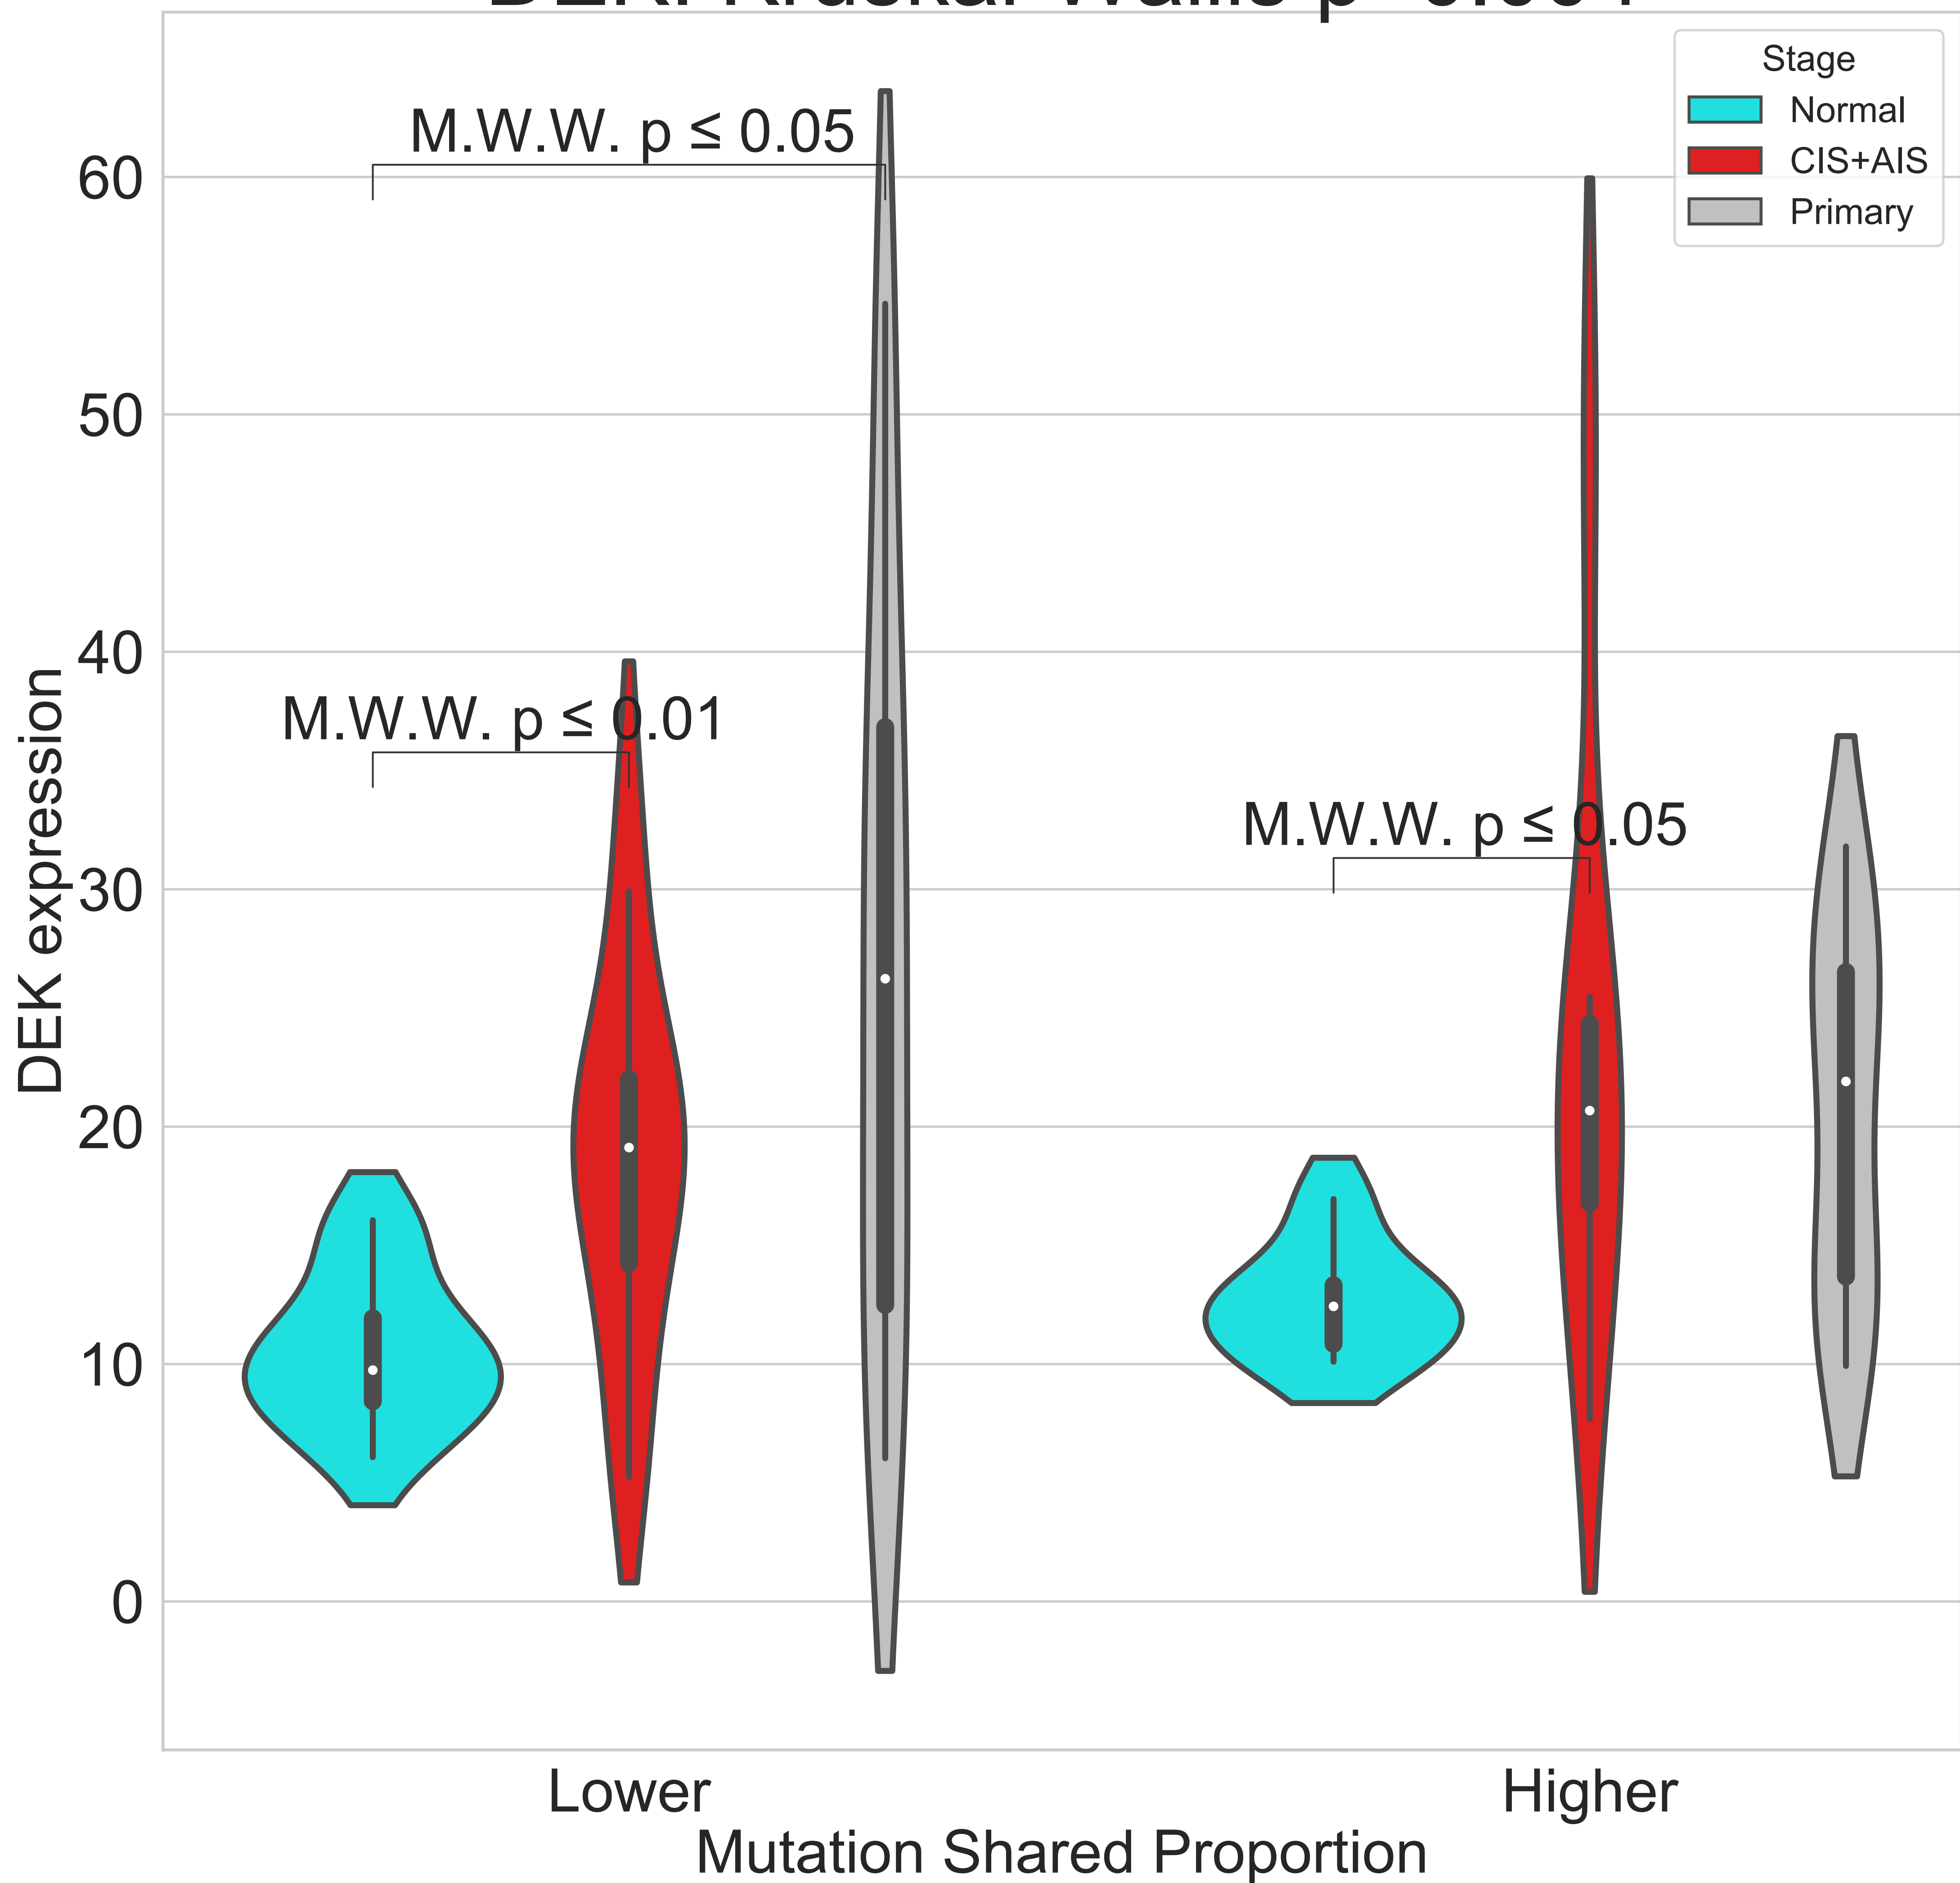 Stage
Normal
CIS+AIS
Primary
M.W.W. p ≤ 0.05
M.W.W. p ≤ 0.01
M.W.W. p ≤ 0.05
60
50
40
30
20
10
0
DEK expression
Lower
Higher
Mutation Shared Proportion